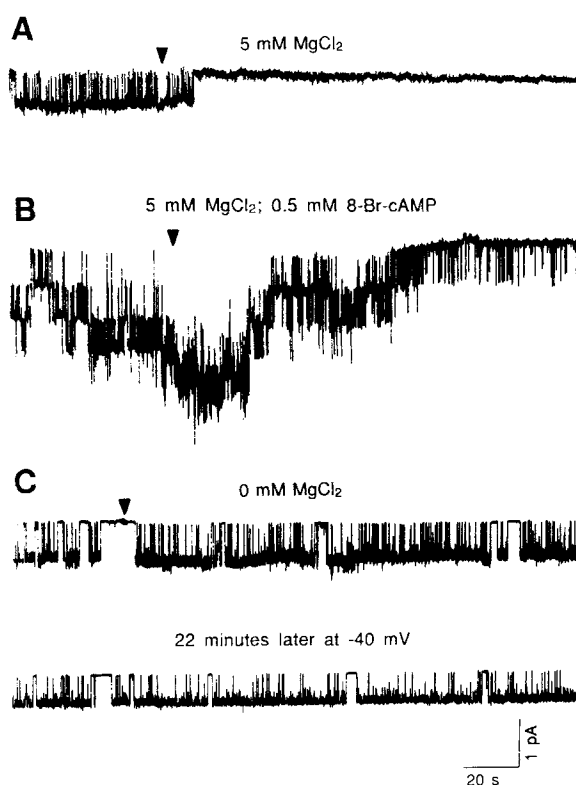 A
5 mM MgCl₂
B
5 mM MgCl₂; 0.5 mM 8-Br-cAMP
C
0 mM MgCl₂
22 minutes later at -40 mV
1 pA
20 s